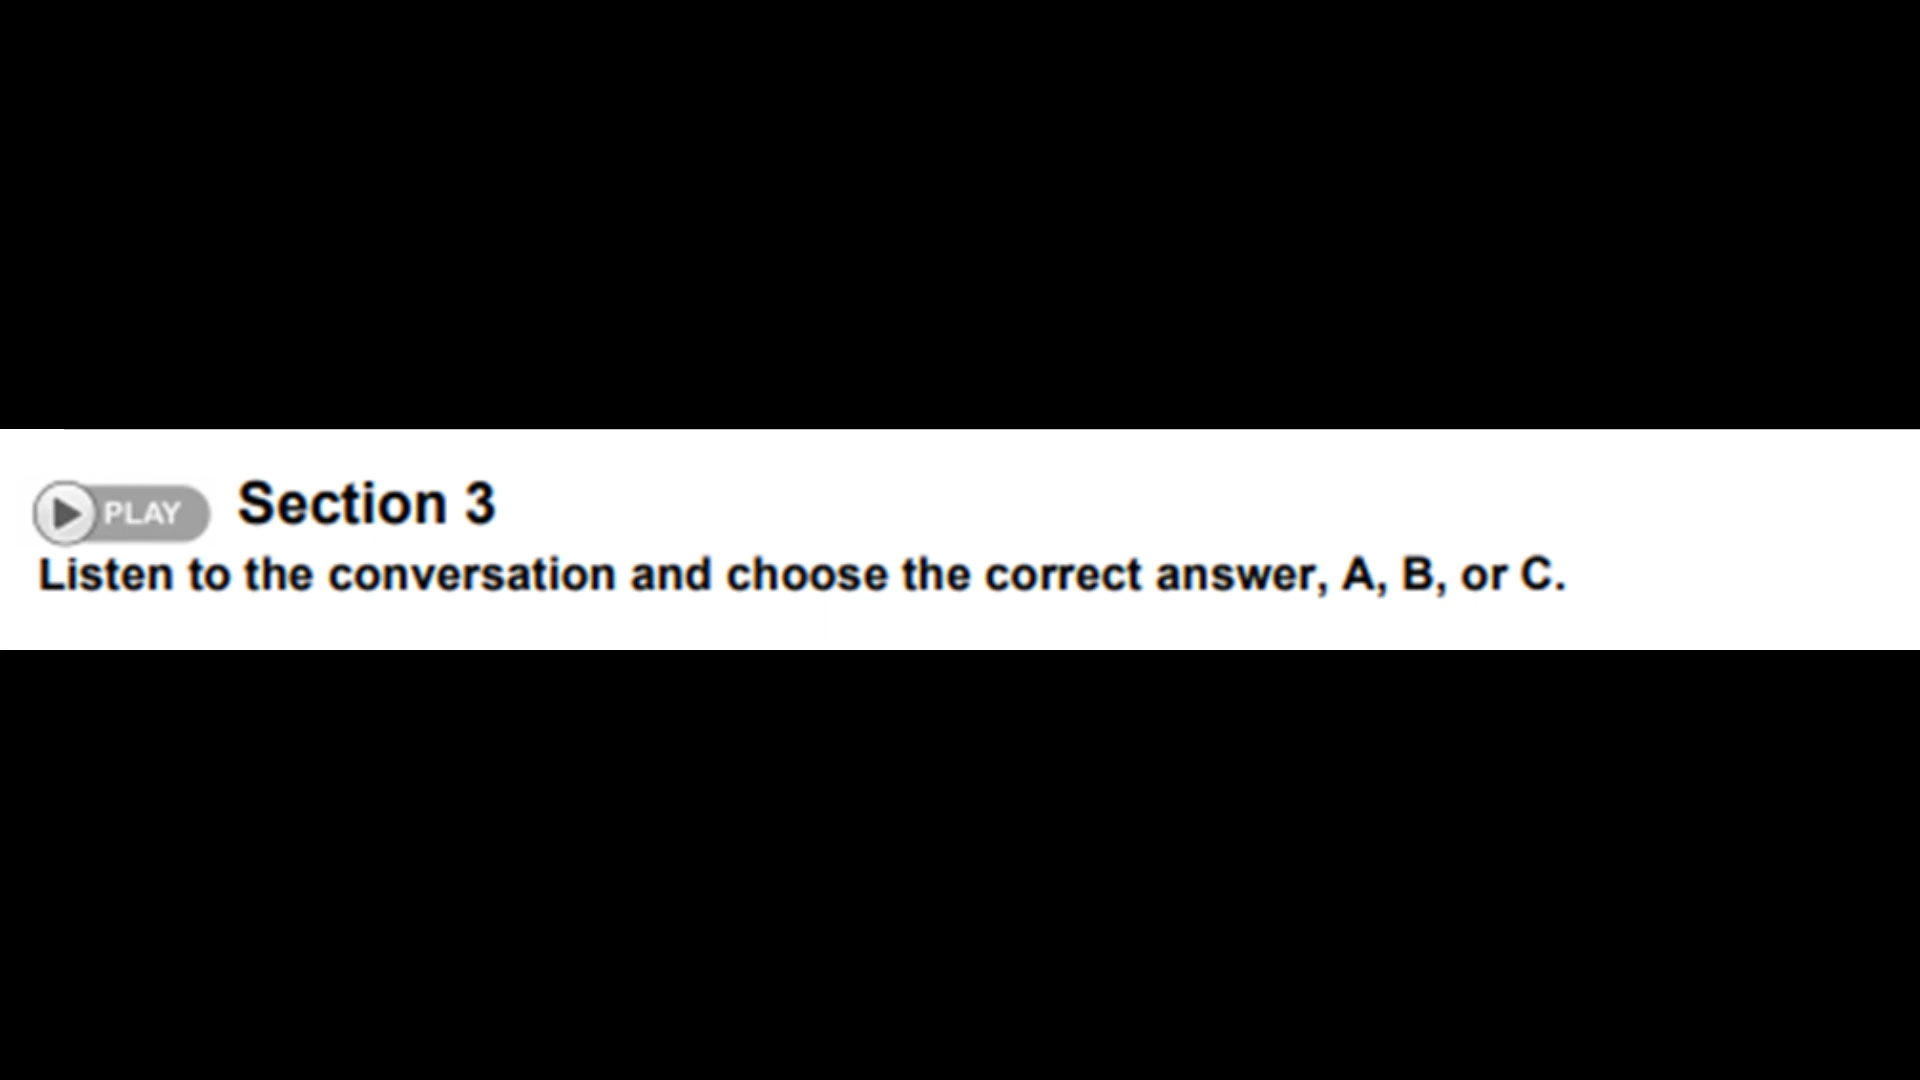 PLAY Section 3
Listen to the conversation and choose the correct answer, A, B, or C.